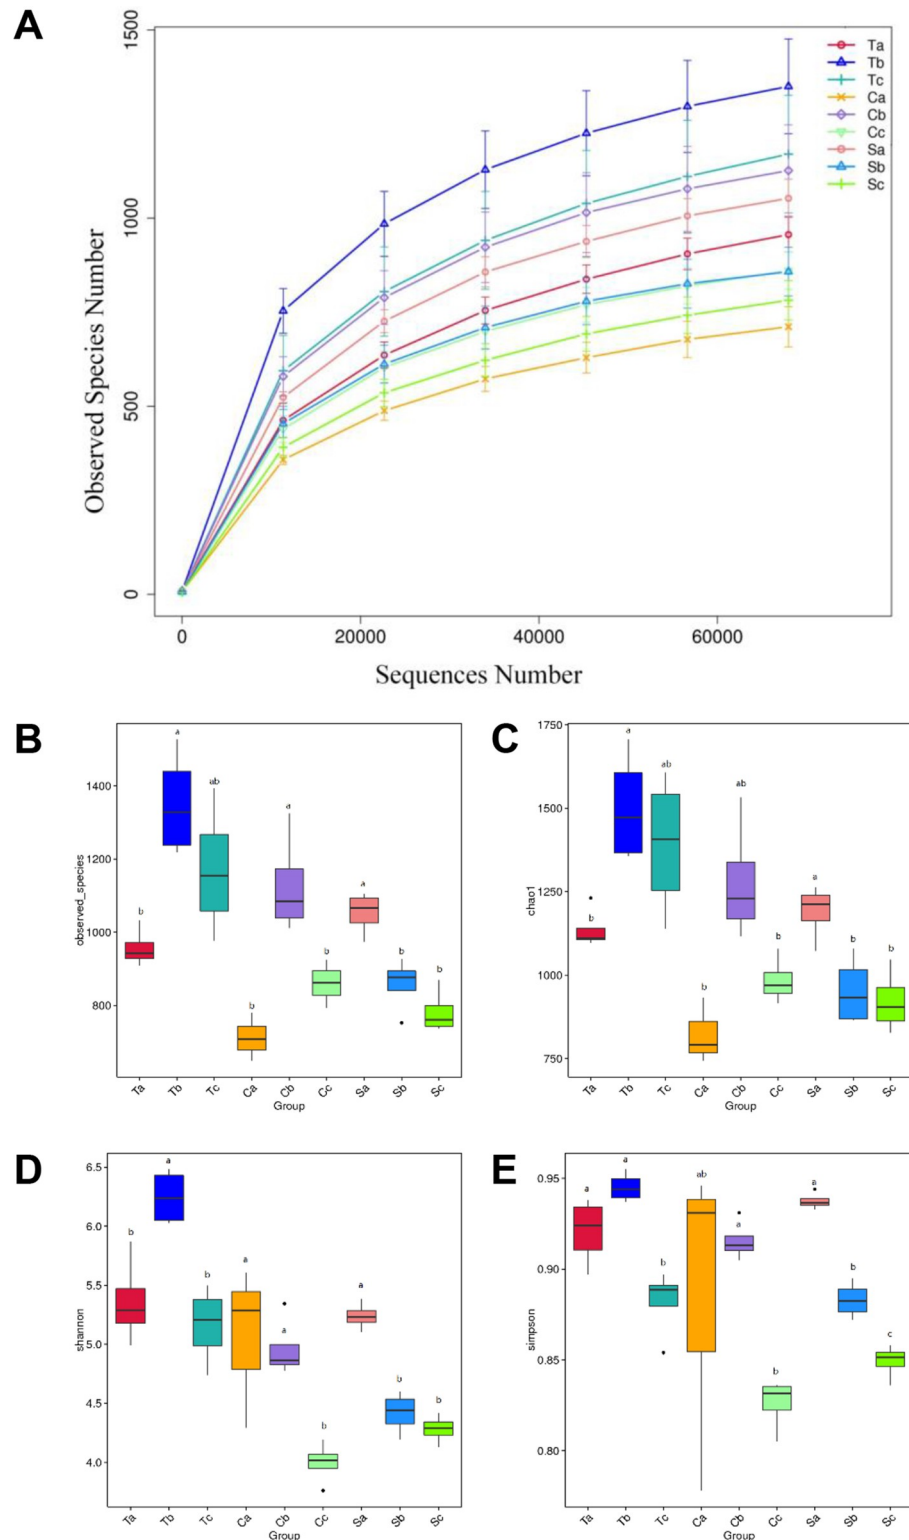 A
1500
1000
500
0
Observed Species Number
0
20000
40000
60000
Sequences Number
Ta
Tb
Tc
Ca
Cb
Cc
Sa
Sb
Sc
B
1400
1200
1000
800
observed_species
b
a
ab
b
a
b
a
b
b
Ta
Tb
Tc
Ca
Cb
Cc
Sa
Sb
Sc
Group
C
1750
1500
1250
1000
750
chao1
b
a
ab
b
ab
b
a
b
b
Ta
Tb
Tc
Ca
Cb
Cc
Sa
Sb
Sc
Group
D
6.5
6.0
5.5
5.0
4.5
4.0
shannon
b
a
b
a
a
b
a
b
b
Ta
Tb
Tc
Ca
Cb
Cc
Sa
Sb
Sc
Group
E
0.95
0.90
0.85
0.80
simpson
a
a
b
ab
a
b
a
b
c
Ta
Tb
Tc
Ca
Cb
Cc
Sa
Sb
Sc
Group